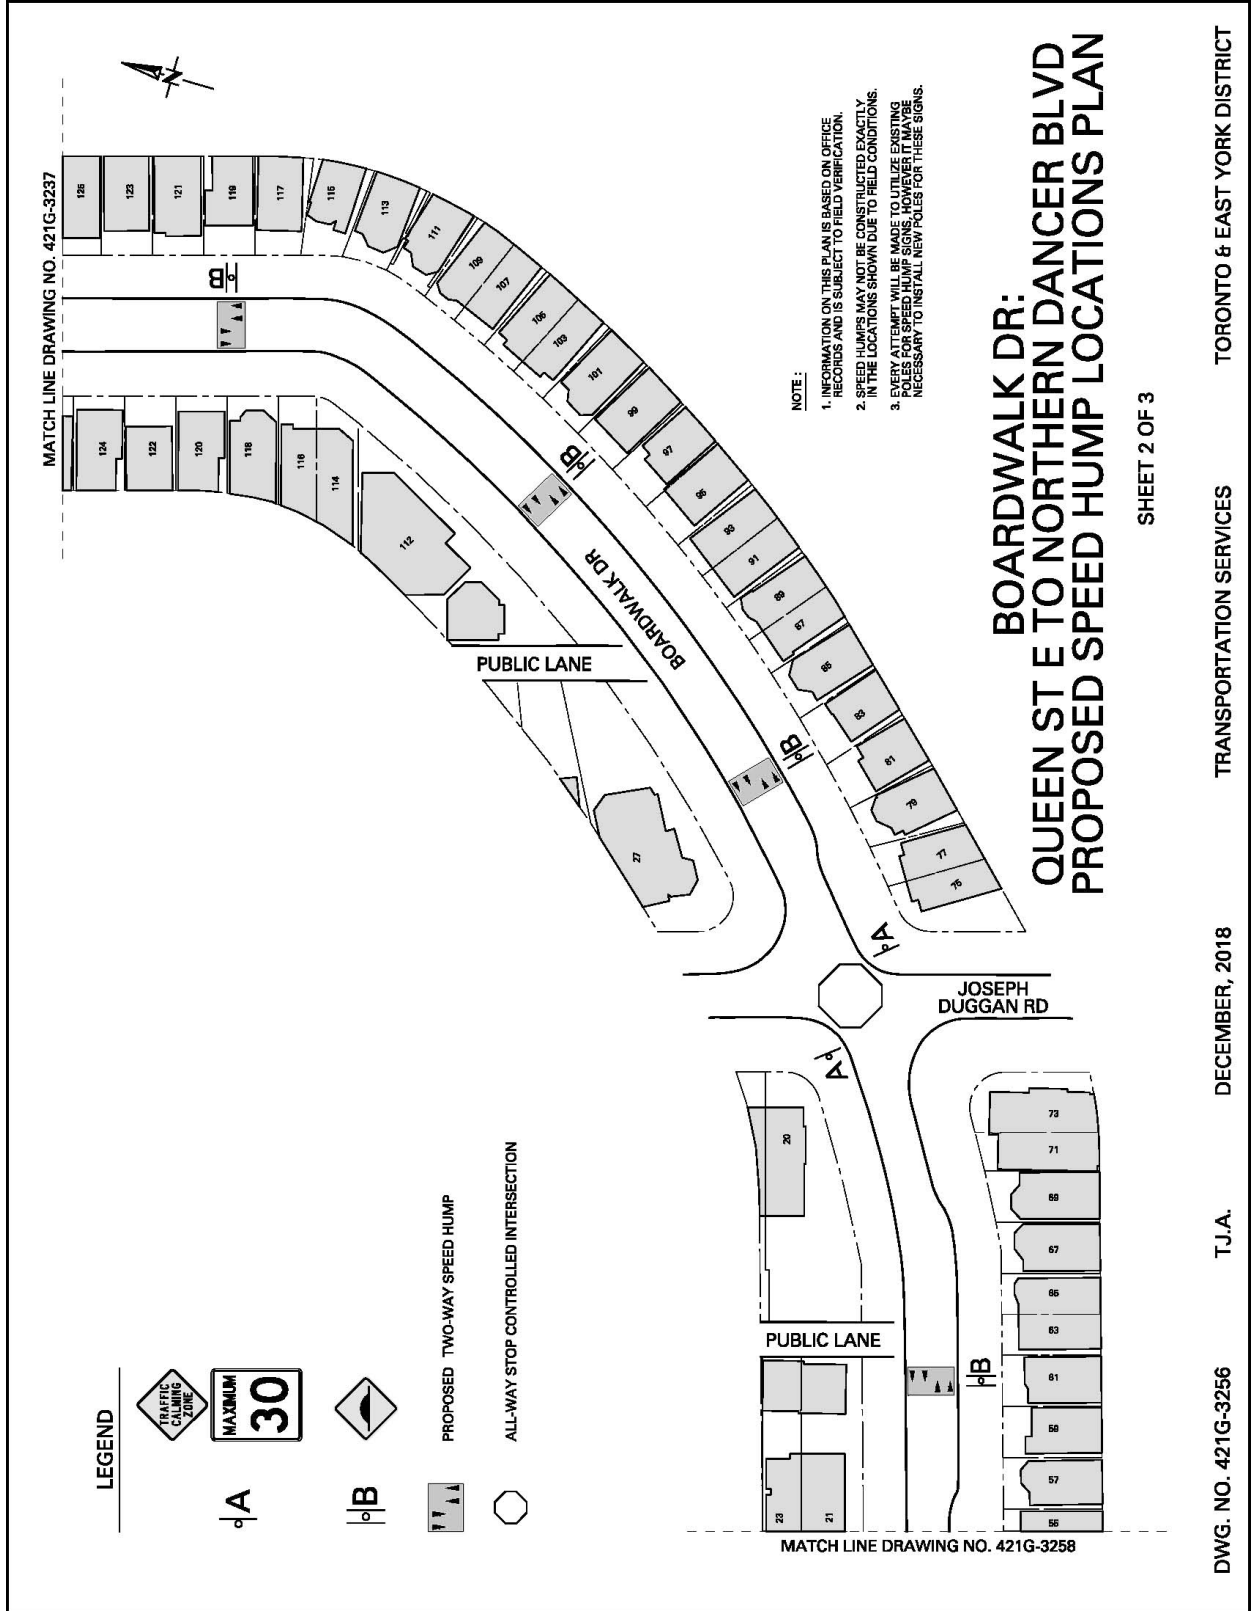 MATCH LINE DRAWING NO. 421G-3237
N
125
123
121
119
117
115
113
111
109
107
105
103
101
99
97
95
93
91
89
87
85
83
81
79
77
75
124
122
120
118
116
114
112
B
B
B
BOARDWALK DR
PUBLIC LANE
27
A
A
JOSEPH
DUGGAN RD
20
73
71
69
67
65
63
61
59
57
55
PUBLIC LANE
B
23
21
MATCH LINE DRAWING NO. 421G-3258
LEGEND
A
TRAFFIC
CALMING
ZONE
MAXIMUM
30
B
PROPOSED TWO-WAY SPEED HUMP
ALL-WAY STOP CONTROLLED INTERSECTION
NOTE :
1. INFORMATION ON THIS PLAN IS BASED ON OFFICE
RECORDS AND IS SUBJECT TO FIELD VERIFICATION.
2. SPEED HUMPS MAY NOT BE CONSTRUCTED EXACTLY
IN THE LOCATIONS SHOWN DUE TO FIELD CONDITIONS.
3. EVERY ATTEMPT WILL BE MADE TO UTILIZE EXISTING
POLES FOR SPEED HUMP SIGNS, HOWEVER IT MAYBE
NECESSARY TO INSTALL NEW POLES FOR THESE SIGNS.
BOARDWALK DR:
QUEEN ST E TO NORTHERN DANCER BLVD
PROPOSED SPEED HUMP LOCATIONS PLAN
SHEET 2 OF 3
DWG. NO. 421G-3256
T.J.A.
DECEMBER, 2018
TRANSPORTATION SERVICES
TORONTO & EAST YORK DISTRICT